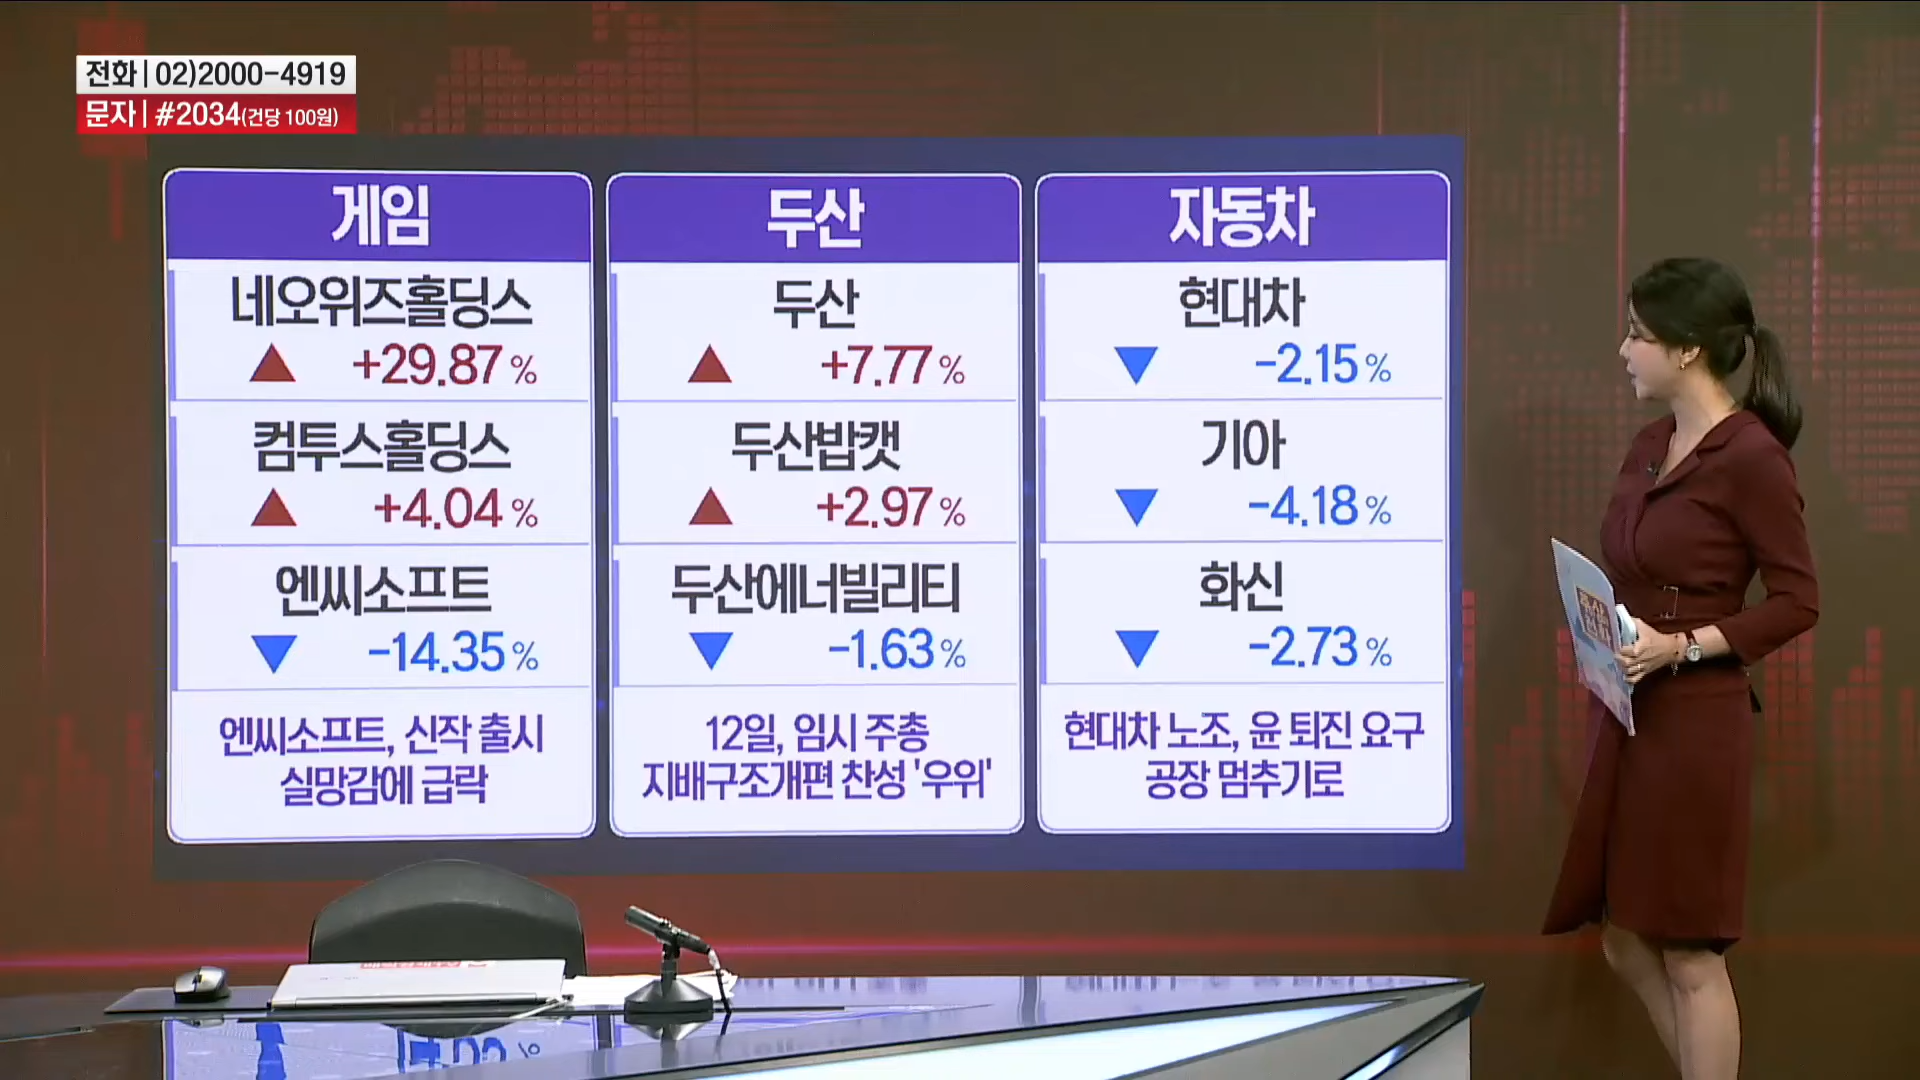 전화 | 02)2000-4919
문자 | #2034(건당 100원)
게임
네오위즈홀딩스
▲ +29.87%
컴투스홀딩스
▲ +4.04%
엔씨소프트
▼ -14.35%
엔씨소프트, 신작 출시
실망감에 급락
두산
두산
▲ +7.77%
두산밥캣
▲ +2.97%
두산에너빌리티
▼ -1.63%
12일, 임시 주총
지배구조개편 찬성 '우위'
자동차
현대차
▼ -2.15%
기아
▼ -4.18%
화신
▼ -2.73%
현대차 노조, 윤 퇴진 요구
공장 멈추기로